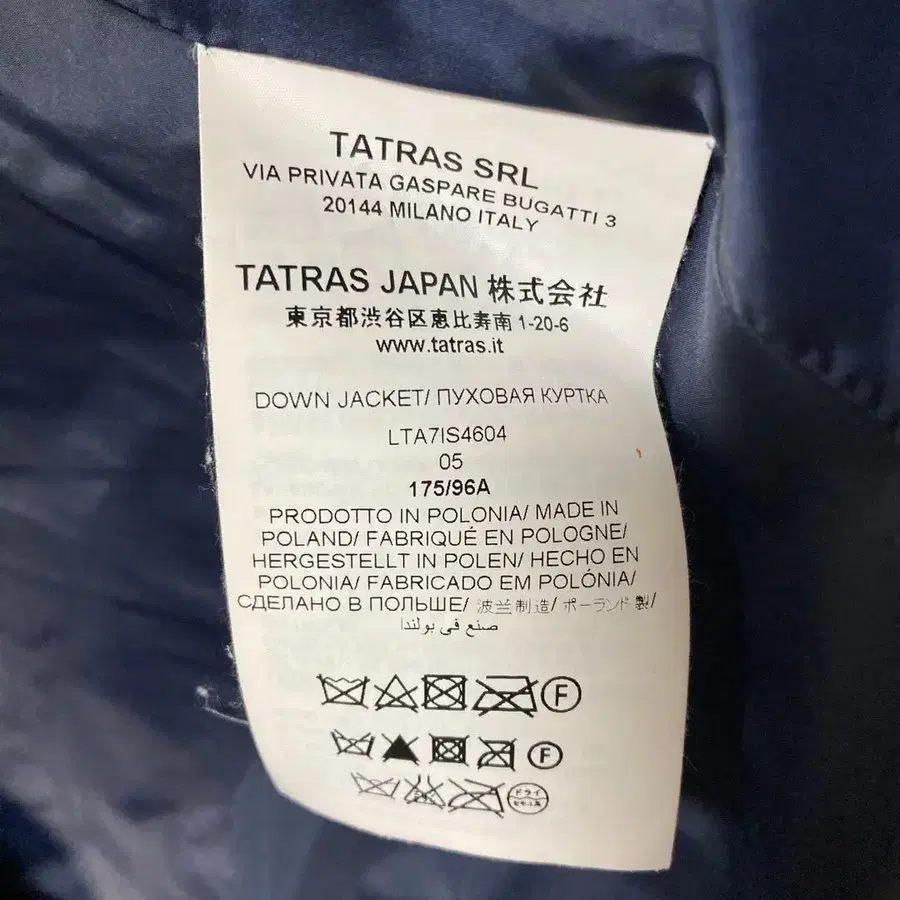 TATRAS SRL
VIA PRIVATA GASPARE BUGATTI 3
20144 MILANO ITALY
TATRAS JAPAN 株式会社
東京都渋谷区恵比寿南 1-20-6
www.tatras.it
DOWN JACKET/ ПУХОВАЯ КУРТКА
LTA7IS4604
05
175/96A
PRODOTTO IN POLONIA/ MADE IN
POLAND/ FABRIQUÉ EN POLOGNE/
HERGESTELLT IN POLEN/ HECHO EN
POLONIA/ FABRICADO EM POLÓNIA/
СДЕЛАНО В ПОЛЬШЕ/ 波兰制造/ ポーランド製/
صنع في بولندا
F
F
ドライ